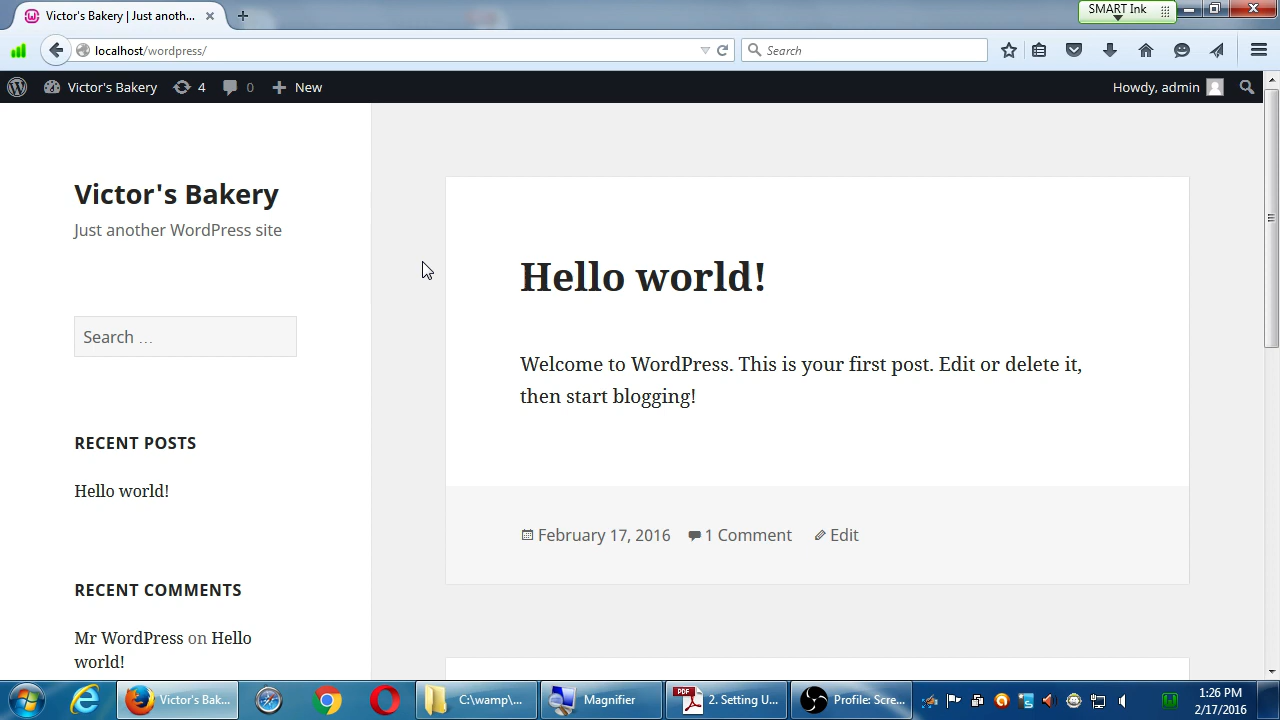 Victor's Bakery | Just anoth...
SMART Ink
localhost/wordpress/
Search
Victor's Bakery
4
0
New
Howdy, admin
Victor's Bakery
Just another WordPress site
Search …
RECENT POSTS
Hello world!
RECENT COMMENTS
Mr WordPress on Hello
world!
Hello world!
Welcome to WordPress. This is your first post. Edit or delete it,
then start blogging!
February 17, 2016
1 Comment
Edit
Victor's Bak...
C:\wamp\...
Magnifier
PDF
2. Setting U...
Profile: Scre...
1:26 PM
2/17/2016